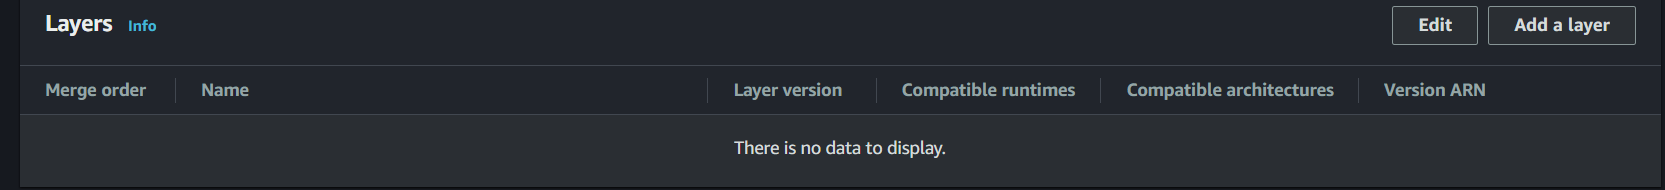 Layers Info Edit Add a layer
Merge order Name Layer version Compatible runtimes Compatible architectures Version ARN
There is no data to display.